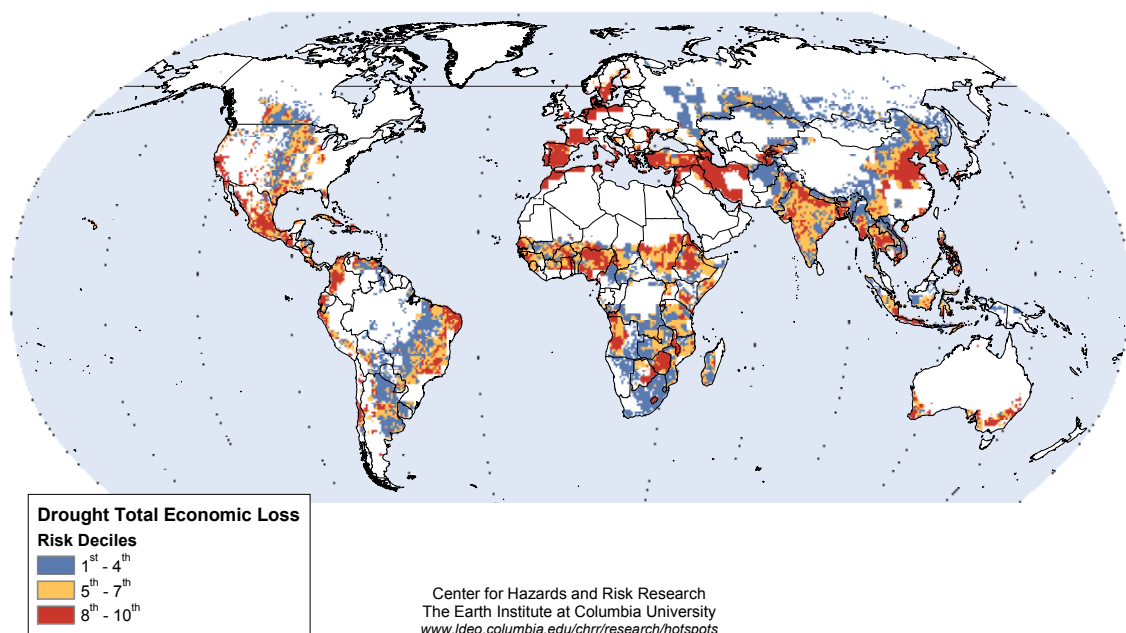 Drought Total Economic Loss
Risk Deciles
1st - 4th
5th - 7th
8th - 10th
Center for Hazards and Risk Research
The Earth Institute at Columbia University
www.ldeo.columbia.edu/chrr/research/hotspots